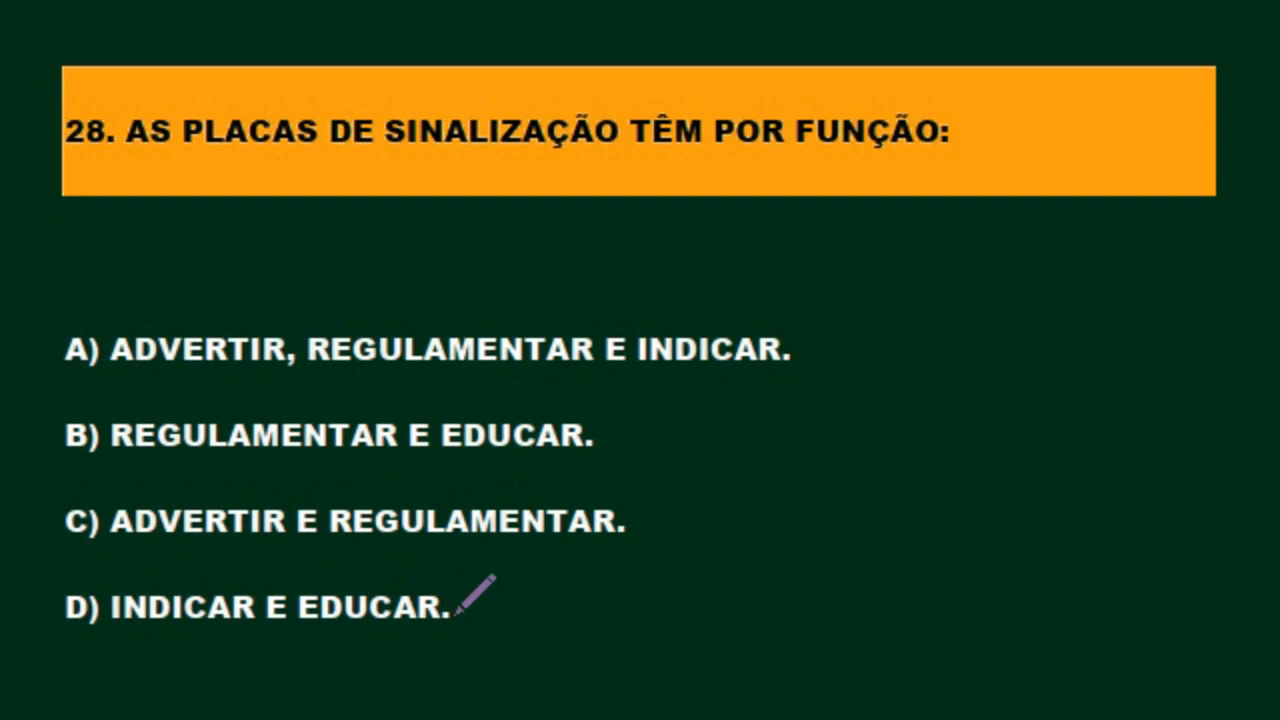 28. AS PLACAS DE SINALIZAÇÃO TÊM POR FUNÇÃO:
A) ADVERTIR, REGULAMENTAR E INDICAR.
B) REGULAMENTAR E EDUCAR.
C) ADVERTIR E REGULAMENTAR.
D) INDICAR E EDUCAR.